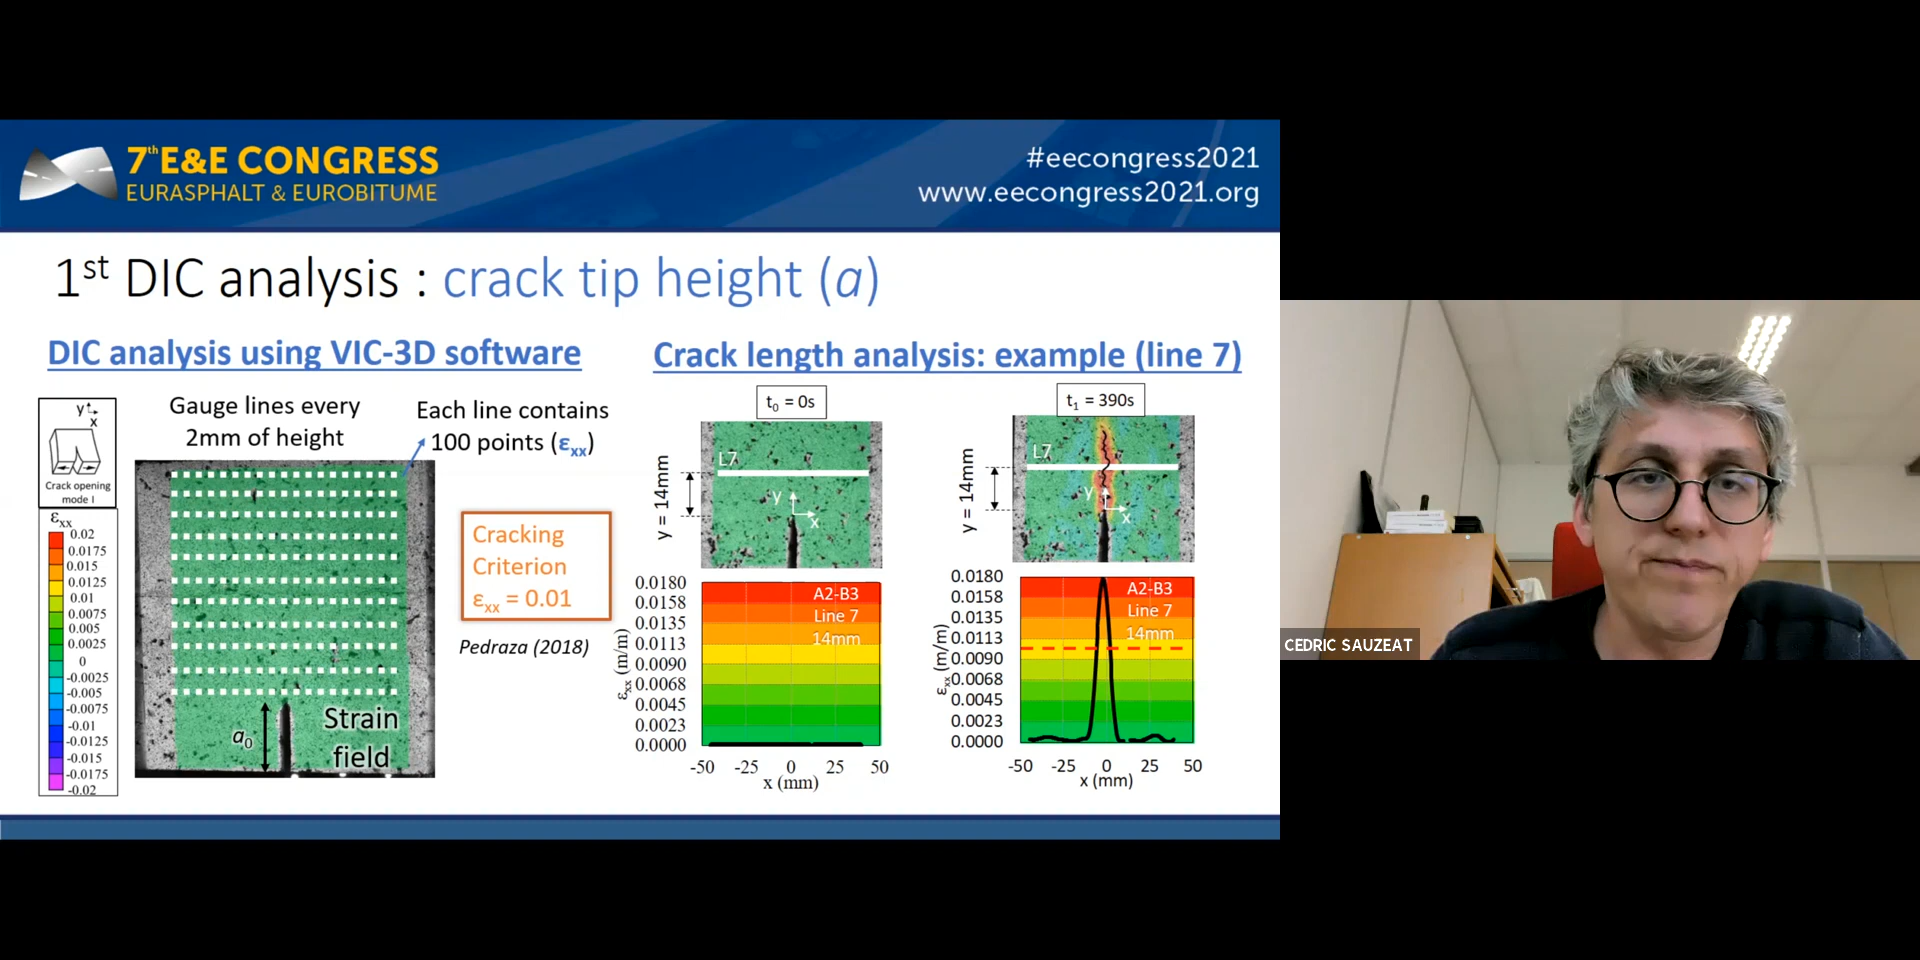 7th E&E CONGRESS
EURASPHALT & EUROBITUME
#eecongress2021
www.eecongress2021.org
1st DIC analysis : crack tip height (a)
DIC analysis using VIC-3D software
Crack length analysis: example (line 7)
y
x
Crack opening
mode I
Gauge lines every
2mm of height
Each line contains
100 points (εxx)
εxx
0.02
0.0175
0.015
0.0125
0.01
0.0075
0.005
0.0025
0
-0.0025
-0.005
-0.0075
-0.01
-0.0125
-0.015
-0.0175
-0.02
a0
Strain
field
Cracking
Criterion
εxx = 0.01
Pedraza (2018)
t0 = 0s
L7
y = 14mm
y
x
εxx (m/m)
0.0180
0.0158
0.0135
0.0113
0.0090
0.0068
0.0045
0.0023
0.0000
A2-B3
Line 7
14mm
-50 -25 0 25 50
x (mm)
t1 = 390s
L7
y = 14mm
y
x
εxx (m/m)
0.0180
0.0158
0.0135
0.0113
0.0090
0.0068
0.0045
0.0023
0.0000
A2-B3
Line 7
14mm
-50 -25 0 25 50
x (mm)
CEDRIC SAUZEAT